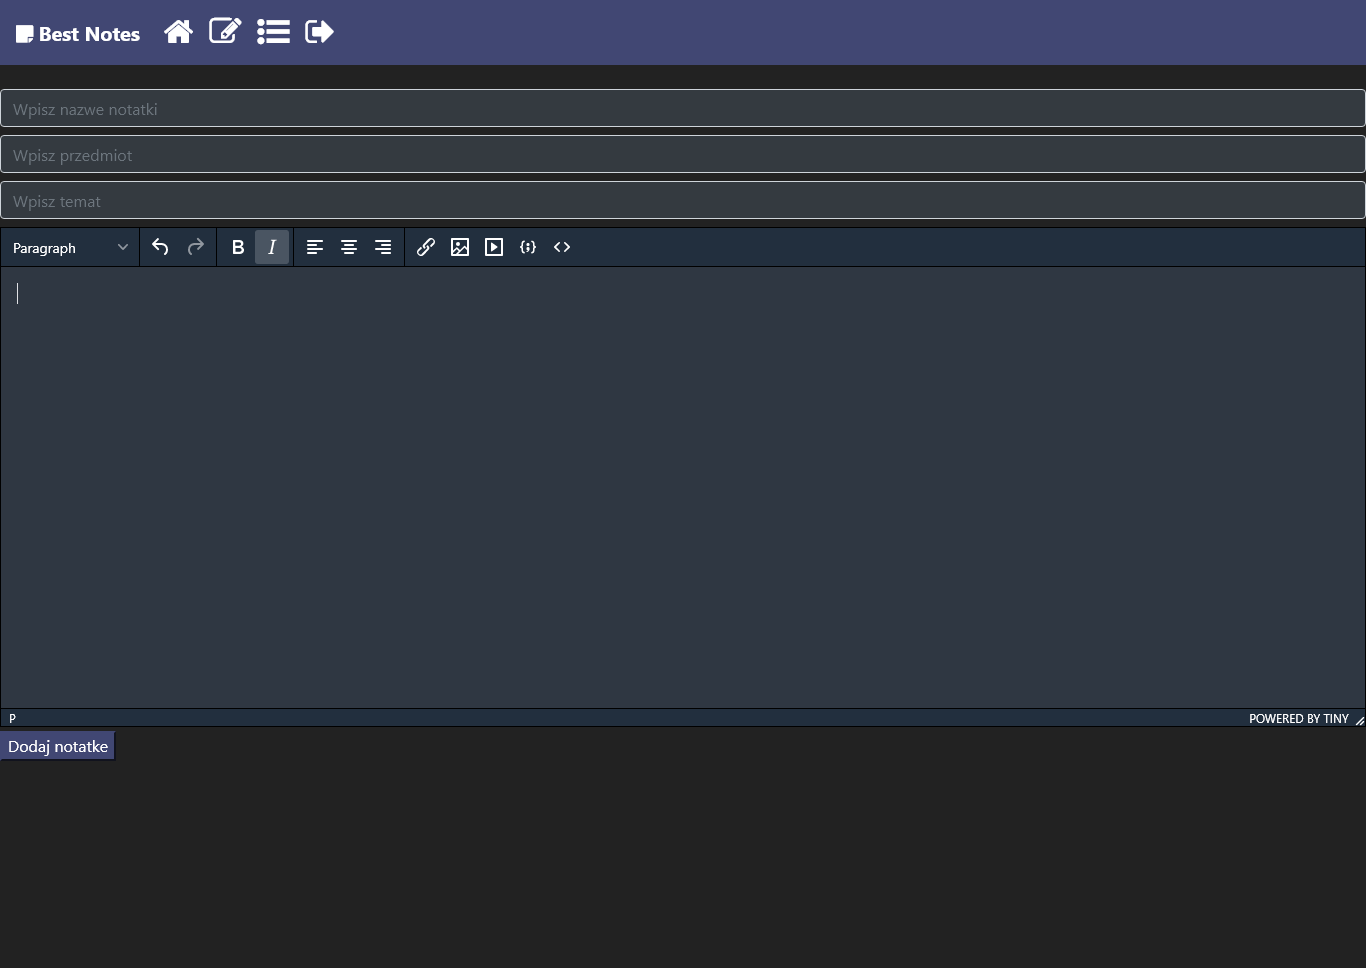 Best Notes
Wpisz nazwe notatki
Wpisz przedmiot
Wpisz temat
Paragraph B I
P POWERED BY TINY
Dodaj notatke